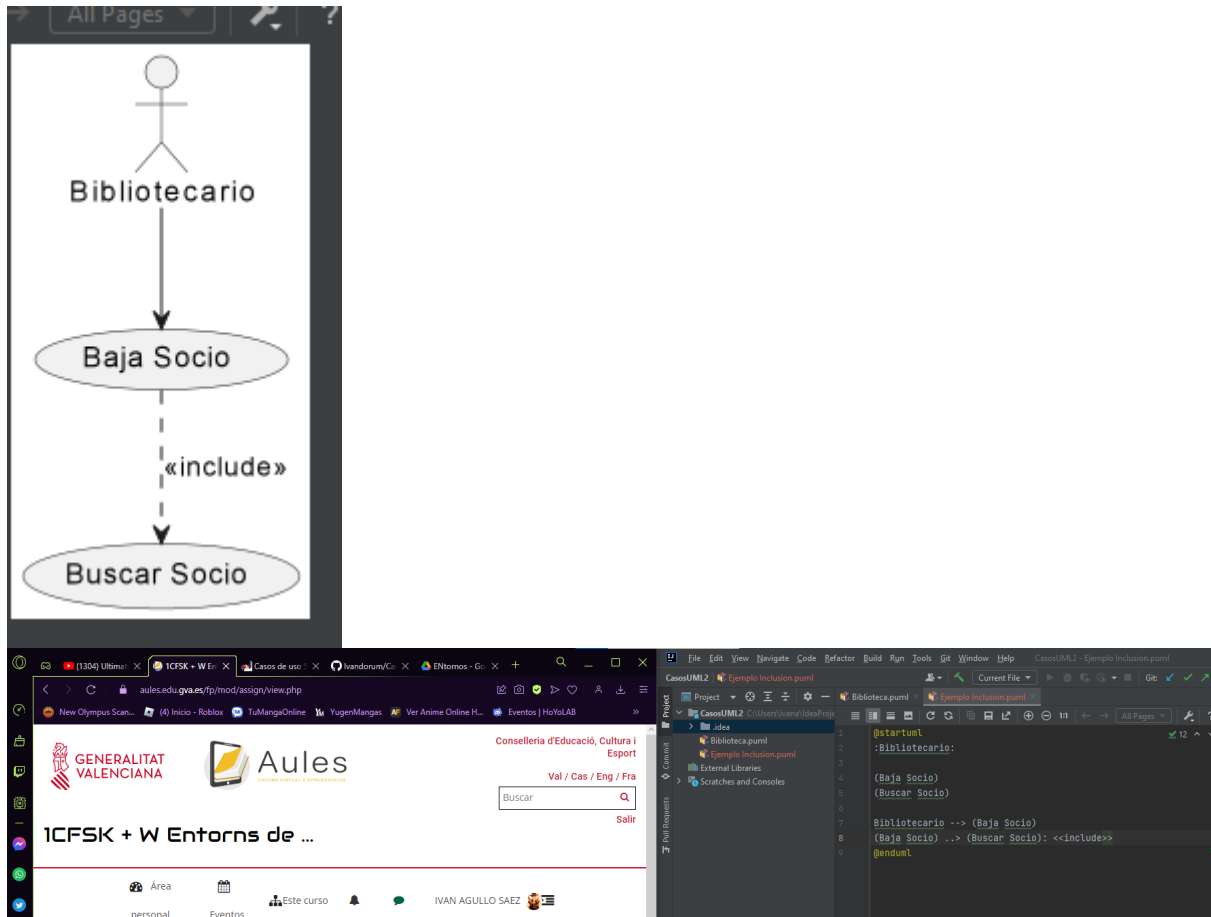 All Pages
?
Bibliotecario
Baja Socio
«include»
Buscar Socio
(1304) Ultimat
1CFSK + W En
Casos de uso
Ivandorum/Ca
ENtornos - Go
aules.edu.gva.es/fp/mod/assign/view.php
New Olympus Scan...
(4) Inicio - Roblox
TuMangaOnline
YugenMangas
Ver Anime Online H...
Eventos | HoYoLAB
»
GENERALITAT
VALENCIANA
Aules
Conselleria d'Educació, Cultura i
Esport
Val / Cas / Eng / Fra
Buscar
Salir
1CFSK + W Entorns de ...
Área
personal
Eventos
Este curso
IVAN AGULLO SAEZ
File Edit View Navigate Code Refactor Build Run Tools Git Window Help CasosUML2 - Ejemplo Inclusion.puml
CasosUML2 Ejemplo Inclusion.puml
Current File
Git:
Project
Biblioteca.puml
Ejemplo Inclusion.puml
Project
Commit
Pull Requests
CasosUML2 C:\Users\ivana\IdeaProj
.idea
Biblioteca.puml
Ejemplo Inclusion.puml
External Libraries
Scratches and Consoles
1:1
All Pages
?
12
1 @startuml
2 :Bibliotecario:
3
4 (Baja Socio)
5 (Buscar Socio)
6
7 Bibliotecario --> (Baja Socio)
8 (Baja Socio) ..> (Buscar Socio): <<include>>
9 @enduml